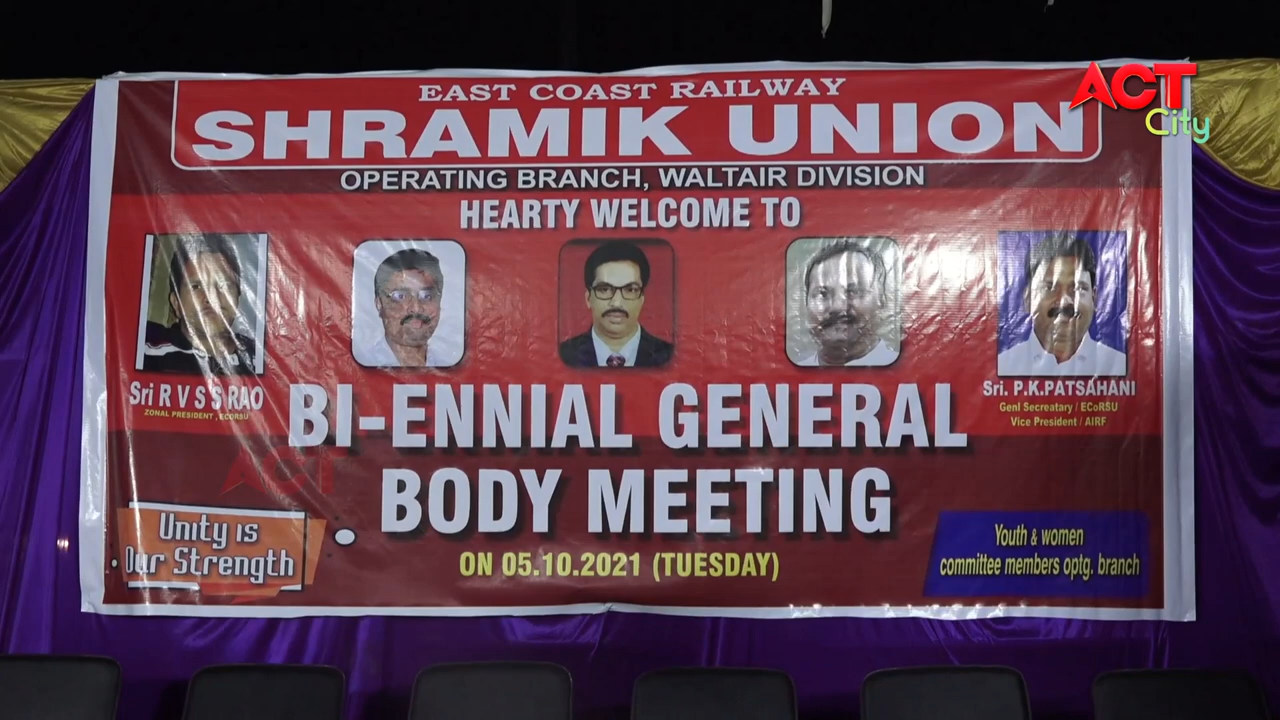 EAST COAST RAILWAY
SHRAMIK UNION
OPERATING BRANCH, WALTAIR DIVISION
HEARTY WELCOME TO
Sri R V S S RAO
ZONAL PRESIDENT , ECoRSU
Sri. P.K.PATSAHANI
Genl Screatary / ECoRSU
Vice President / AIRF
BI-ENNIAL GENERAL
BODY MEETING
ON 05.10.2021 (TUESDAY)
Unity is
Our Strength
Youth & women
committee members optg. branch
ACT
City
ACT